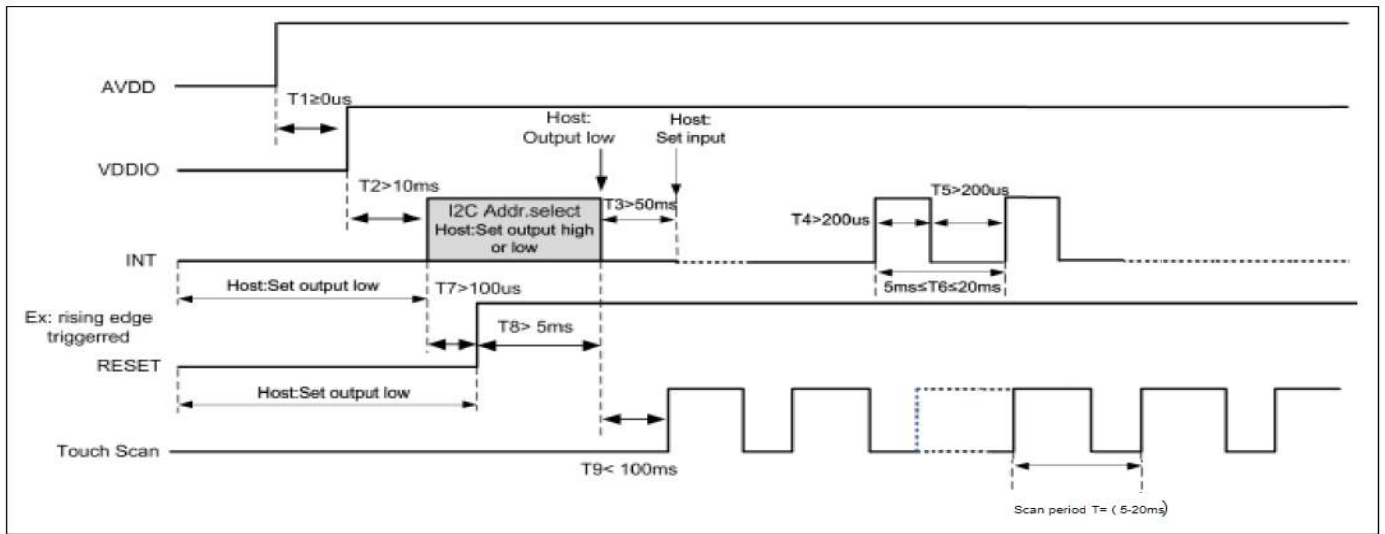 AVDD
T1≥0us
VDDIO
Host:
Output low
Host:
Set input
T2>10ms
I2C Addr.select
Host:Set output high
or low
T3>50ms
T4>200us
T5>200us
INT
5ms≤T6≤20ms
Host:Set output low
T7>100us
Ex: rising edge
triggerred
T8> 5ms
RESET
Host:Set output low
Touch Scan
T9< 100ms
Scan period T= ( 5-20ms)